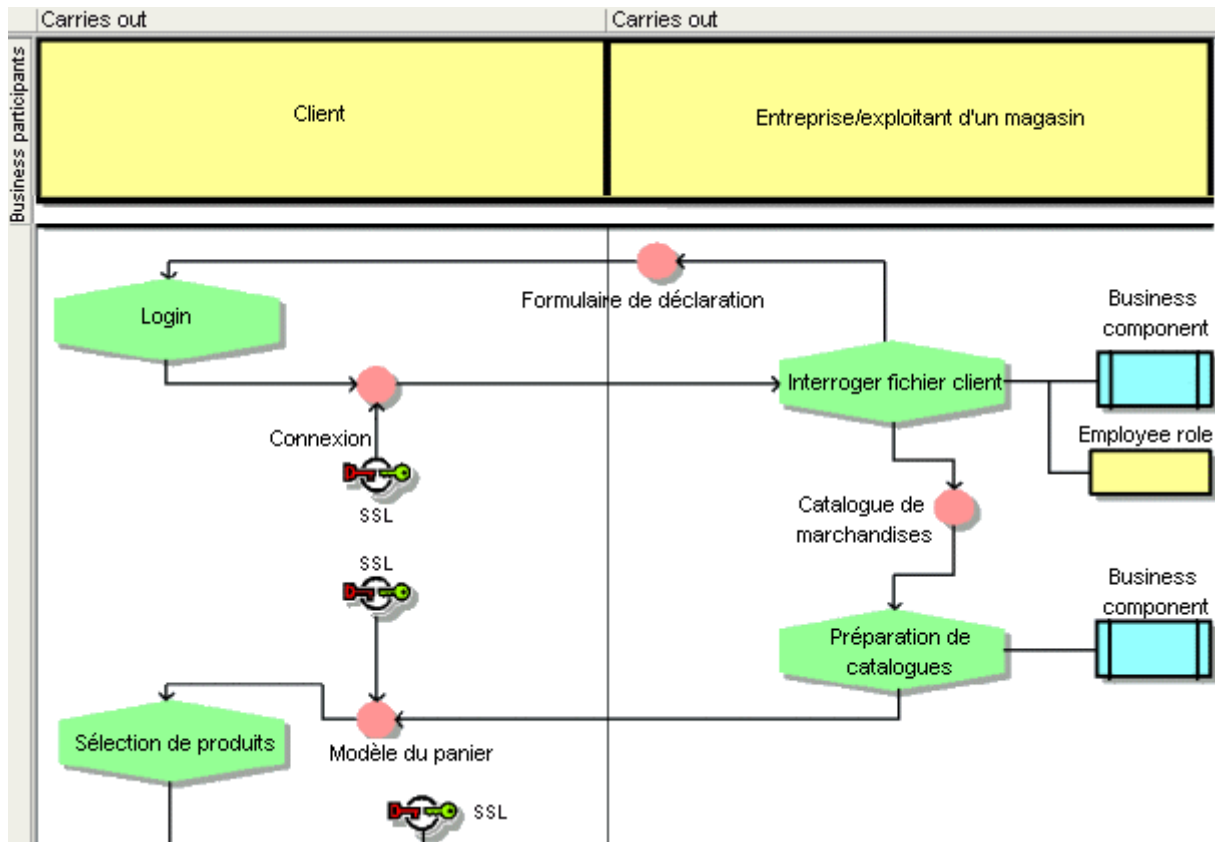 Carries out
Carries out
Business participants
Client
Entreprise/exploitant d'un magasin
Formulaire de déclaration
Login
Business
component
Interroger fichier client
Connexion
Employee role
SSL
Catalogue de
marchandises
SSL
Business
component
Préparation de
catalogues
Sélection de produits
Modèle du panier
SSL